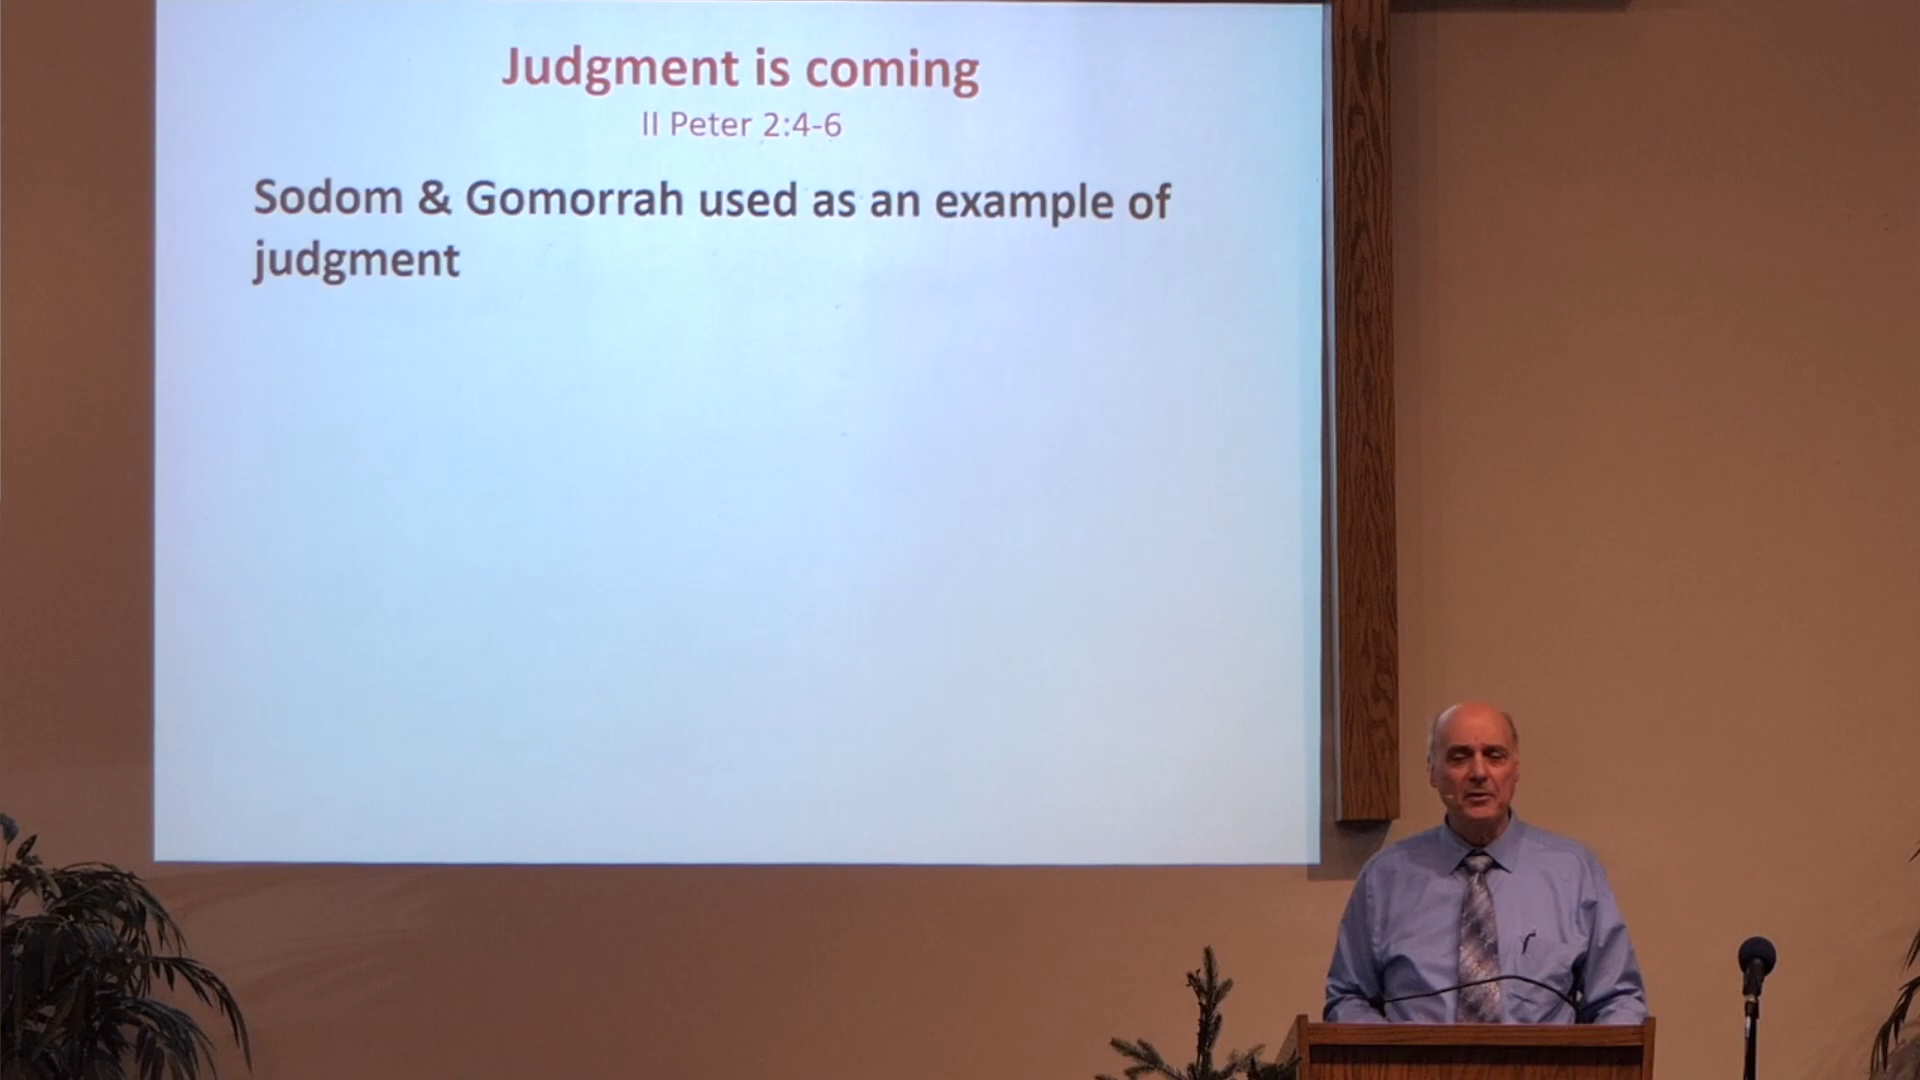 Judgment is coming
II Peter 2:4-6
Sodom & Gomorrah used as an example of
judgment